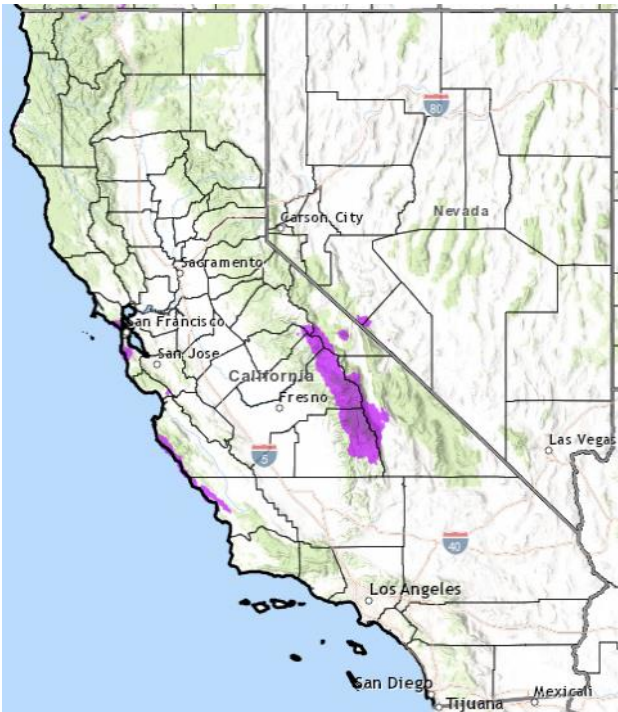 80
Nevada
Carson City
Sacramento
San Francisco
San Jose
California
Fresno
5
Las Vegas
40
Los Angeles
San Diego
Tijuana
Mexicali